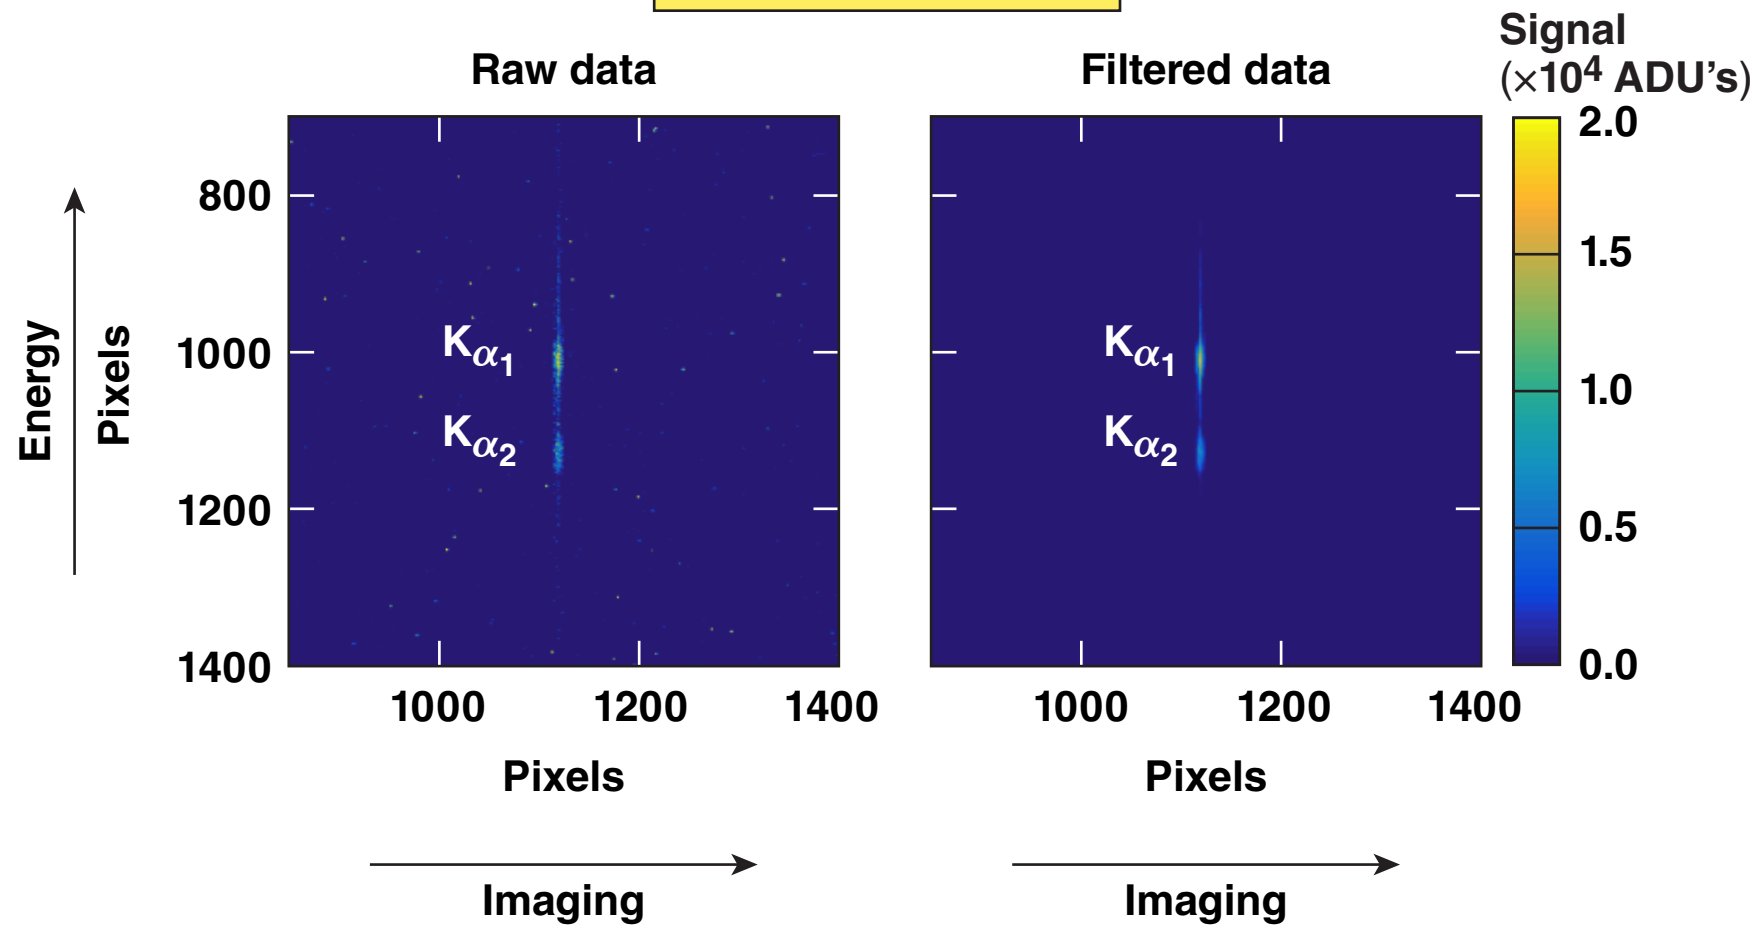 Raw data
Filtered data
Signal
(×10⁴ ADU’s)
Energy
Pixels
800
1000
1200
1400
Kα1
Kα2
1000
1200
1400
Pixels
Imaging
Kα1
Kα2
1000
1200
1400
Pixels
Imaging
2.0
1.5
1.0
0.5
0.0